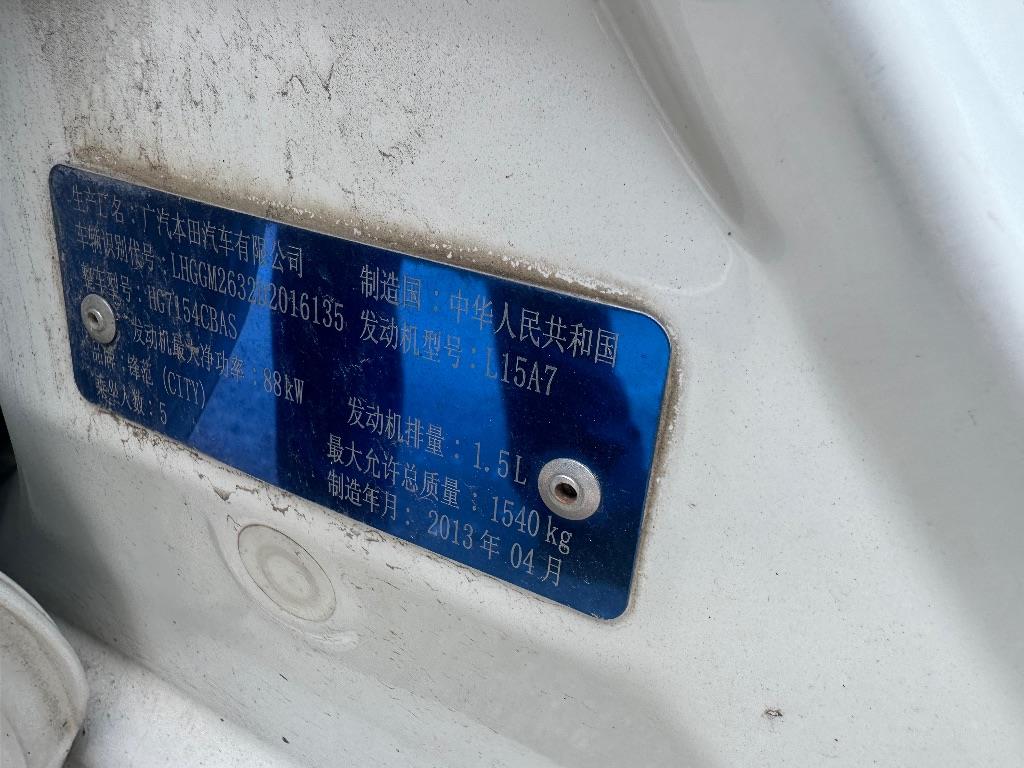 生产厂名：广汽本田汽车有限公司 制造国：中华人民共和国
车辆识别代号：LHGGM2632D2016135 发动机型号：L15A7
整车型号：HG7154CBAS
发动机最大净功率：88kW 发动机排量：1.5L
品牌：锋范 (CITY) 最大允许总质量：1540kg
乘坐人数：5 制造年月：2013年04月